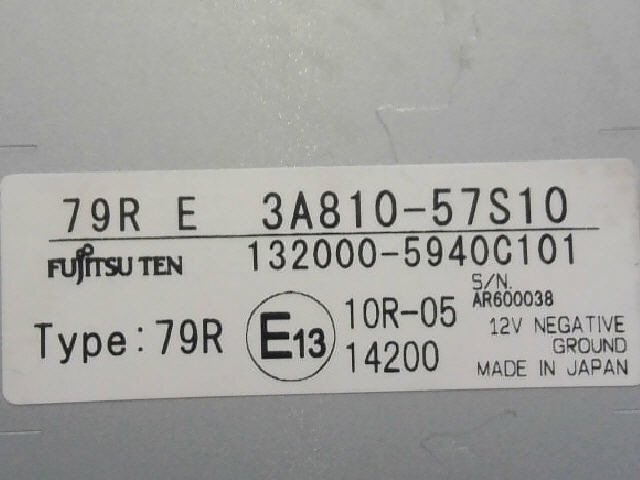 79R E 3A810-57S10
FUJITSU TEN 132000-5940C101
S/N.
AR600038
Type: 79R E13 10R-05
14200
12V NEGATIVE
GROUND
MADE IN JAPAN